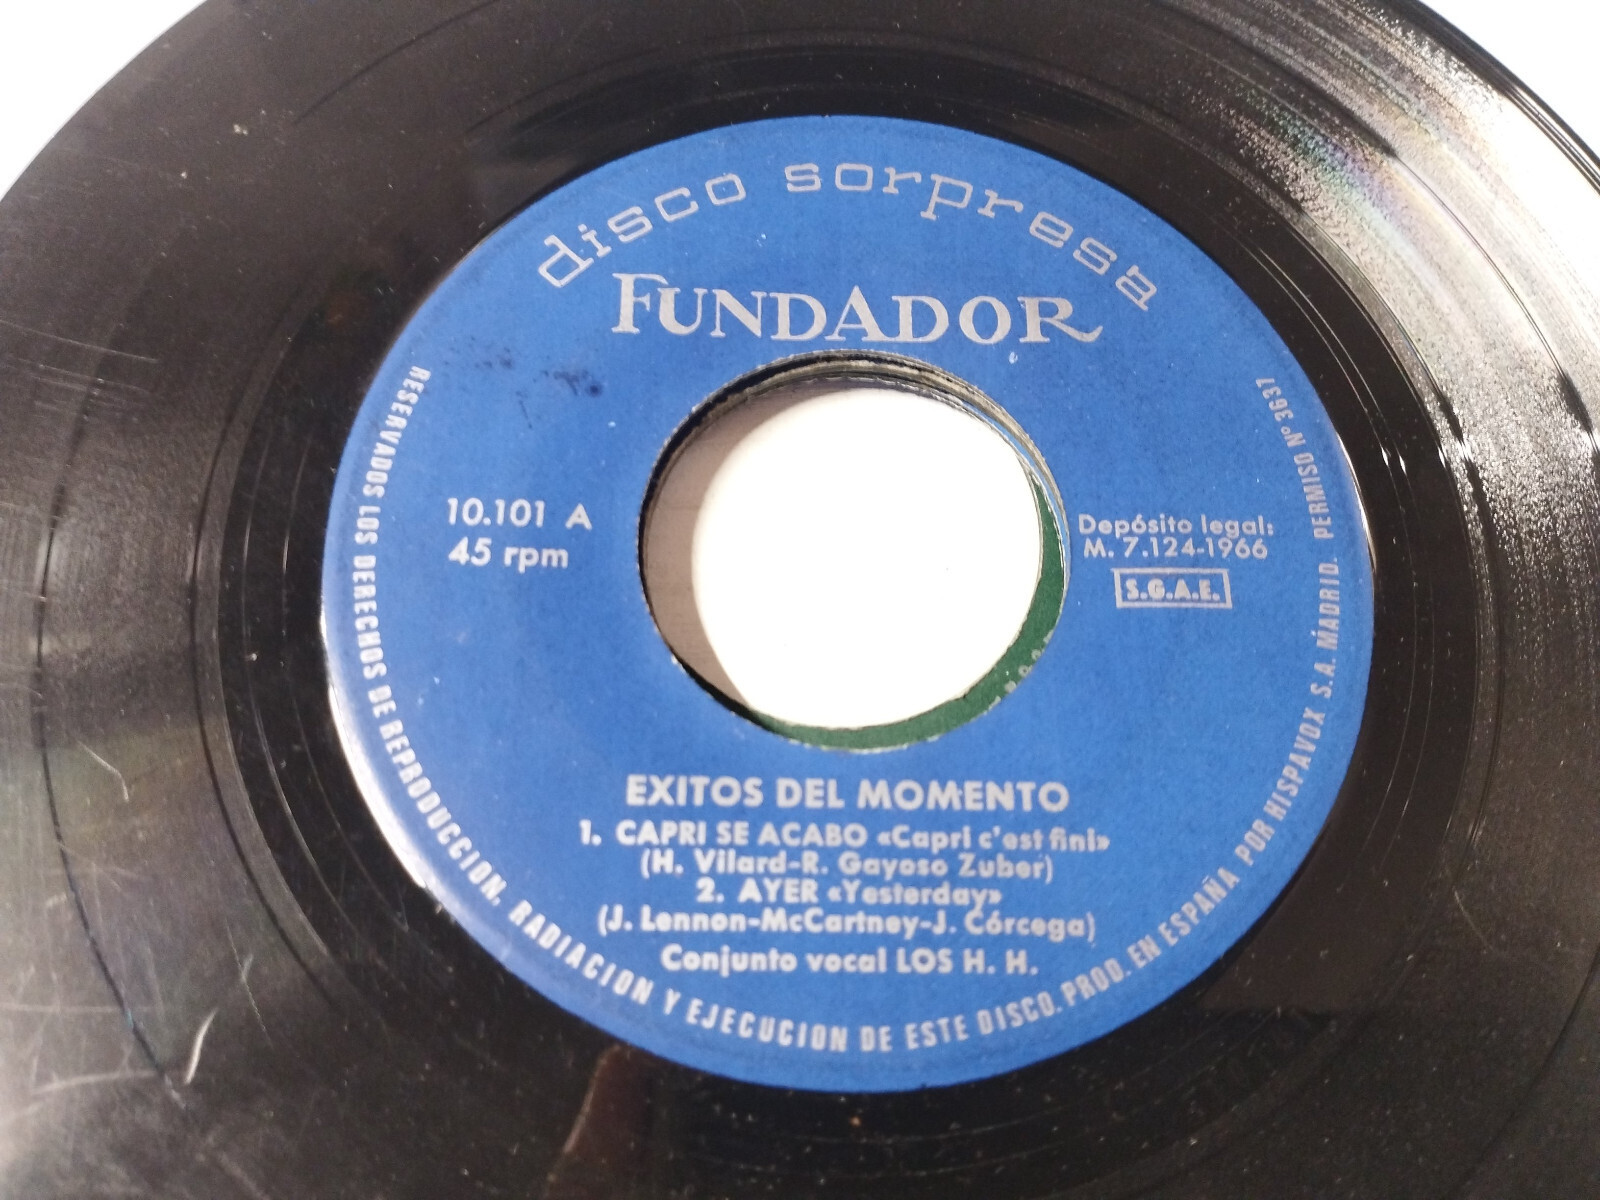 disco sorpresa
FUNDADOR
10.101 A
45 rpm
Depósito legal:
M. 7.124-1966
S.G.A.E.
EXITOS DEL MOMENTO
1. CAPRI SE ACABO «Capri c'est fini»
(H. Vilard-R. Gayoso Zuber)
2. AYER «Yesterday»
(J. Lennon-McCartney-J. Córcega)
Conjunto vocal LOS H. H.
RESERVADOS LOS DERECHOS DE REPRODUCCION, RADIACION Y EJECUCION DE ESTE DISCO. PROD. EN ESPAÑA POR HISPAVOX S.A. MADRID. PERMISO Nº 3637